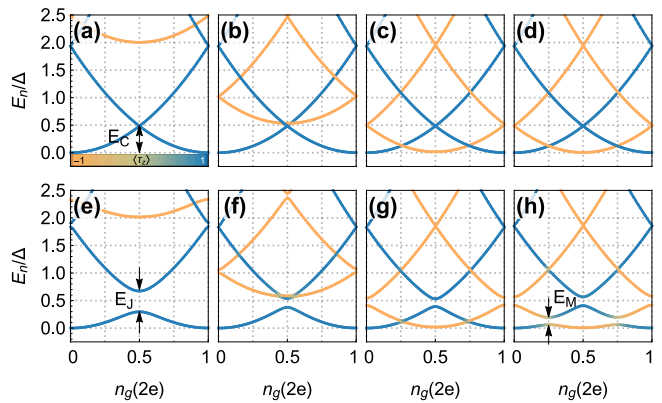 (a) (b) (c) (d)
2.5
2.0
1.5
1.0
0.5
0.0
E_n/Δ
E_C
−1 ⟨τ_z⟩ 1
(e) (f) (g) (h)
2.5
2.0
1.5
1.0
0.5
0.0
E_n/Δ
E_J
E_M
0 0.5 1 0 0.5 1 0 0.5 1 0 0.5 1
n_g(2e) n_g(2e) n_g(2e) n_g(2e)